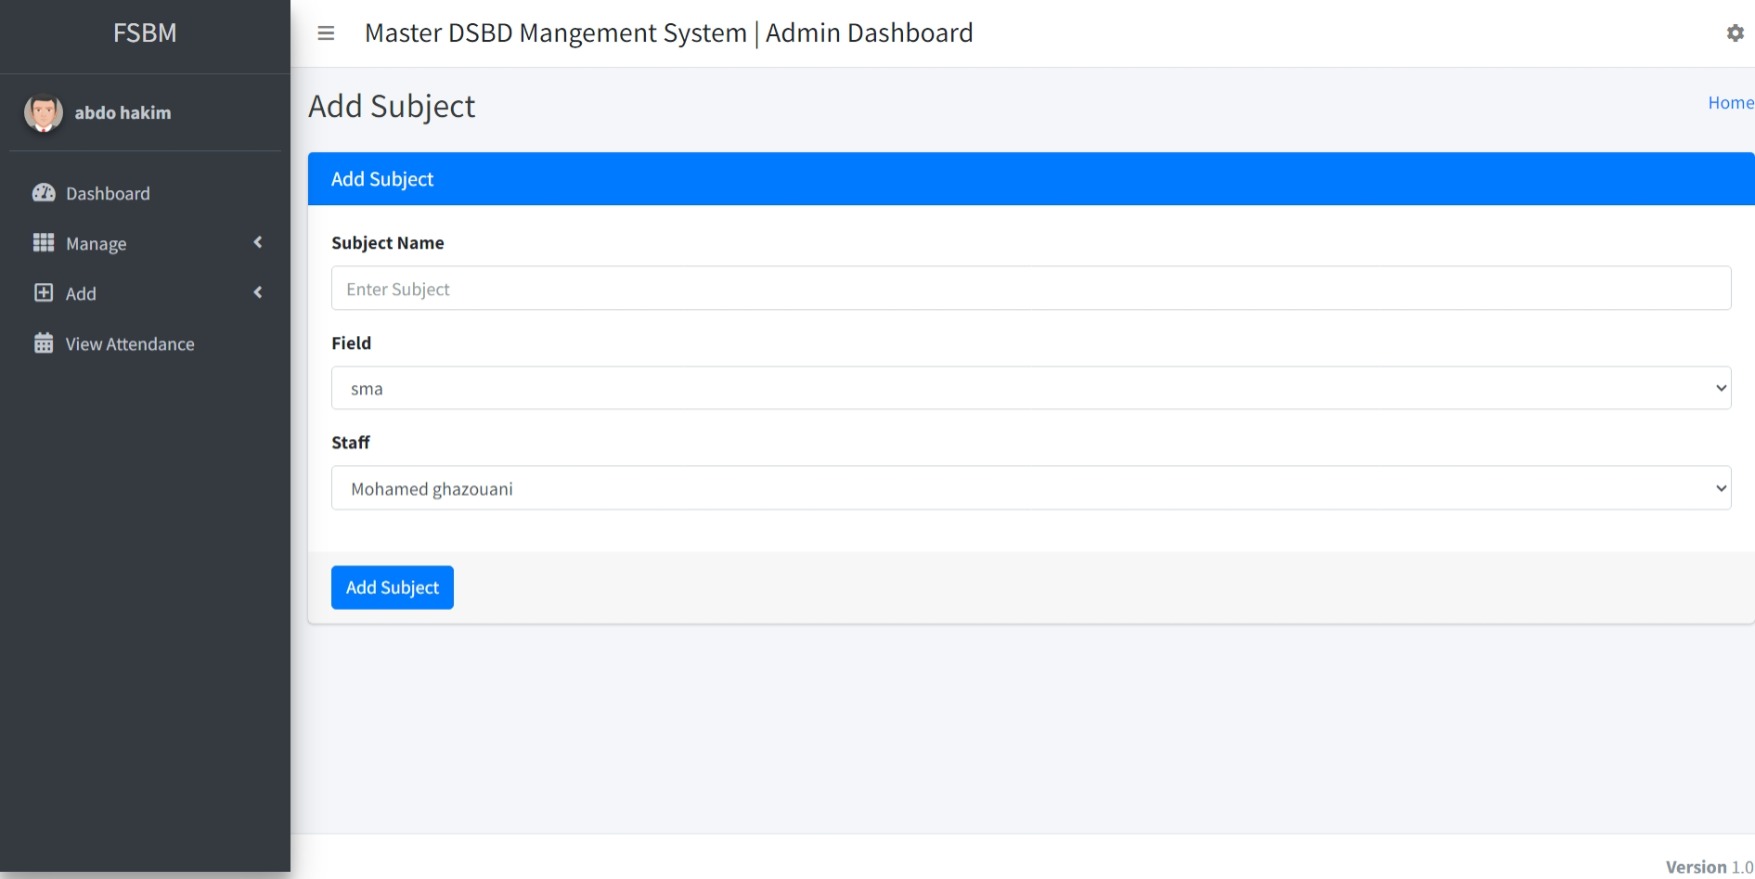 FSBM
Master DSBD Mangement System | Admin Dashboard
abdo hakim
Dashboard
Manage
Add
View Attendance
Add Subject
Home
Add Subject
Subject Name
Enter Subject
Field
sma
Staff
Mohamed ghazouani
Add Subject
Version 1.0